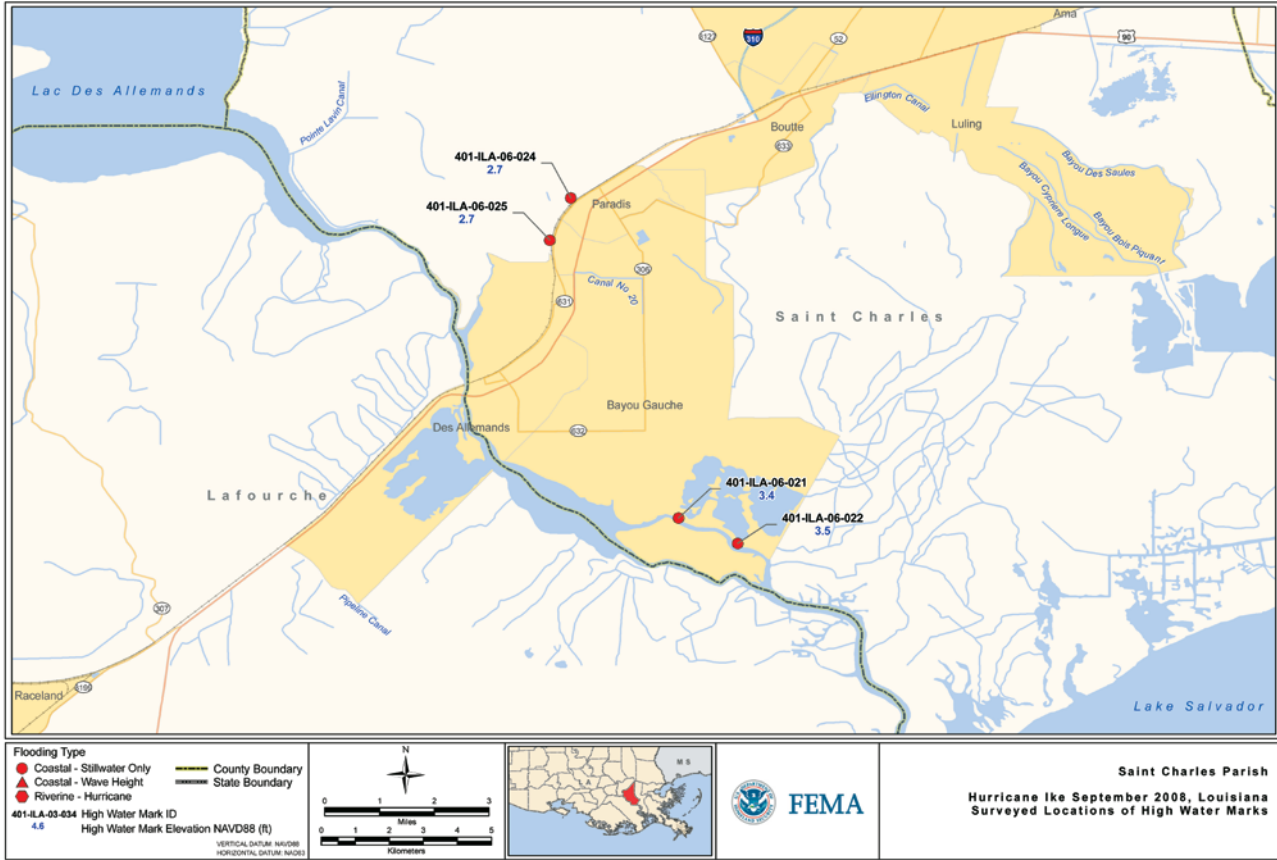 Ama
3127
310
52
90
Lac Des Allemands
Pointe Lavin Canal
Ellington Canal
Boutte
Luling
633
401-ILA-06-024
2.7
Bayou Des Saules
Bayou Cypriere Longue
Paradis
401-ILA-06-025
2.7
Bayou Bois Piquant
306
Canal No 20
631
Saint Charles
Bayou Gauche
Des Allemands
632
401-ILA-06-021
3.4
Lafourche
401-ILA-06-022
3.5
Pipeline Canal
307
Raceland
Lake Salvador
Flooding Type
Coastal - Stillwater Only
Coastal - Wave Height
Riverine - Hurricane
County Boundary
State Boundary
401-ILA-03-034 High Water Mark ID
4.6 High Water Mark Elevation NAVD88 (ft)
VERTICAL DATUM: NAVD88
HORIZONTAL DATUM: NAD83
N
0 1 2 3
Miles
0 1 2 3 4 5
Kilometers
MS
LA
FEMA
Saint Charles Parish
Hurricane Ike September 2008, Louisiana
Surveyed Locations of High Water Marks